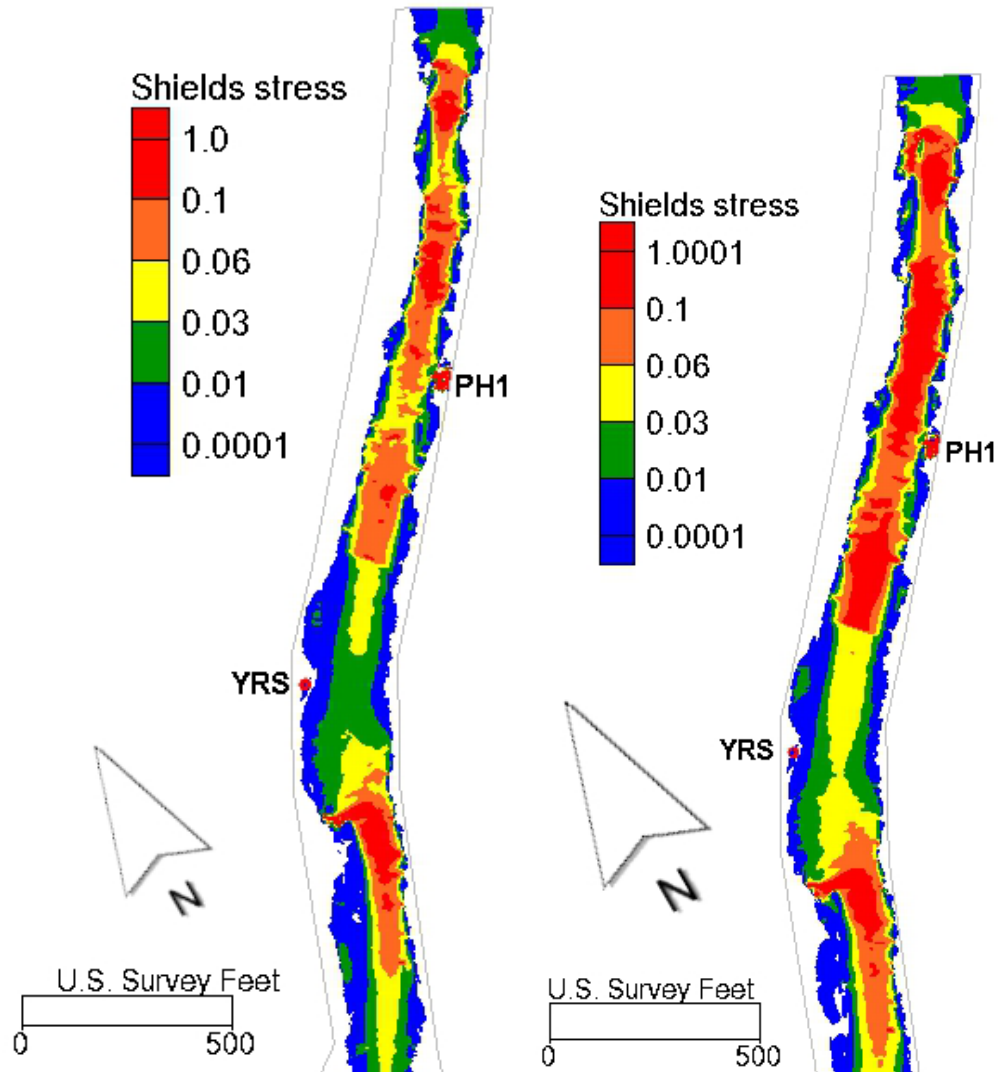 Shields stress
1.0
0.1
0.06
0.03
0.01
0.0001
PH1
YRS
N
U.S. Survey Feet
0 500
Shields stress
1.0001
0.1
0.06
0.03
0.01
0.0001
PH1
YRS
N
U.S. Survey Feet
0 500